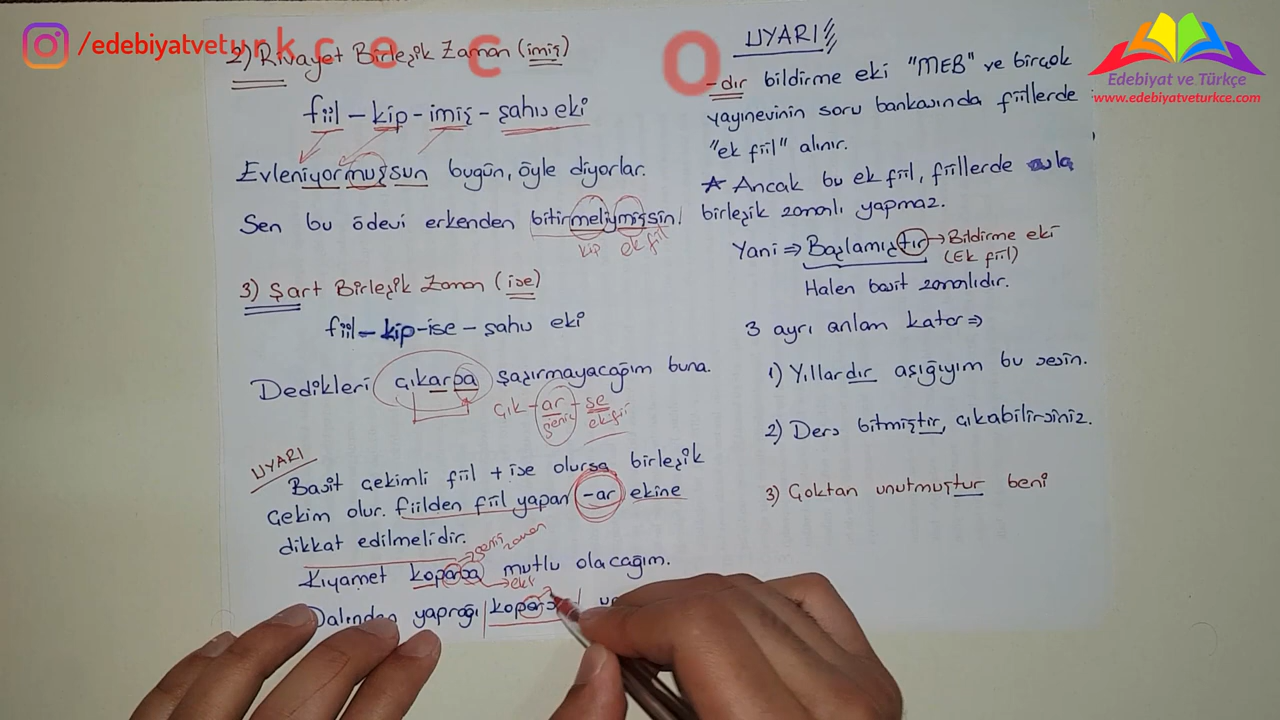 /edebiyatveturkceco
2) Rivayet Birleşik Zaman (imiş)
fiil – kip – imiş – şahıs eki
Evleniyormuşsun bugün, öyle diyorlar.
Sen bu ödevi erkenden bitirmeliymişsin!
kip ek fiil
3) Şart Birleşik Zaman (ise)
fiil – kip – ise – şahıs eki
Dedikleri çıkarsa şaşırmayacağım buna.
çık – ar – se
geniş ek fiil
UYARI
Basit çekimli fiil + ise olursa birleşik
çekim olur. fiilden fiil yapan -ar ekine
dikkat edilmelidir.
geniş zaman
Kıyamet koparsa mutlu olacağım.
ekf
Dalından yaprağı
UYARI
-dır bildirme eki "MEB" ve birçok
yayınevinin soru bankasında fiillerde
"ek fiil" alınır.
Ancak bu ek fiil, fiillerde asla
birleşik zamanlı yapmaz.
Yani ⇒ Başlamıştır → Bildirme eki
(Ek fiil)
Halen basit zamanlıdır.
3 ayrı anlam katar ⇒
1) Yıllardır aşığıyım bu sesin.
2) Ders bitmiştir, çıkabilirsiniz.
3) Çoktan unutmuştur beni
Edebiyat ve Türkçe
www.edebiyatveturkce.com